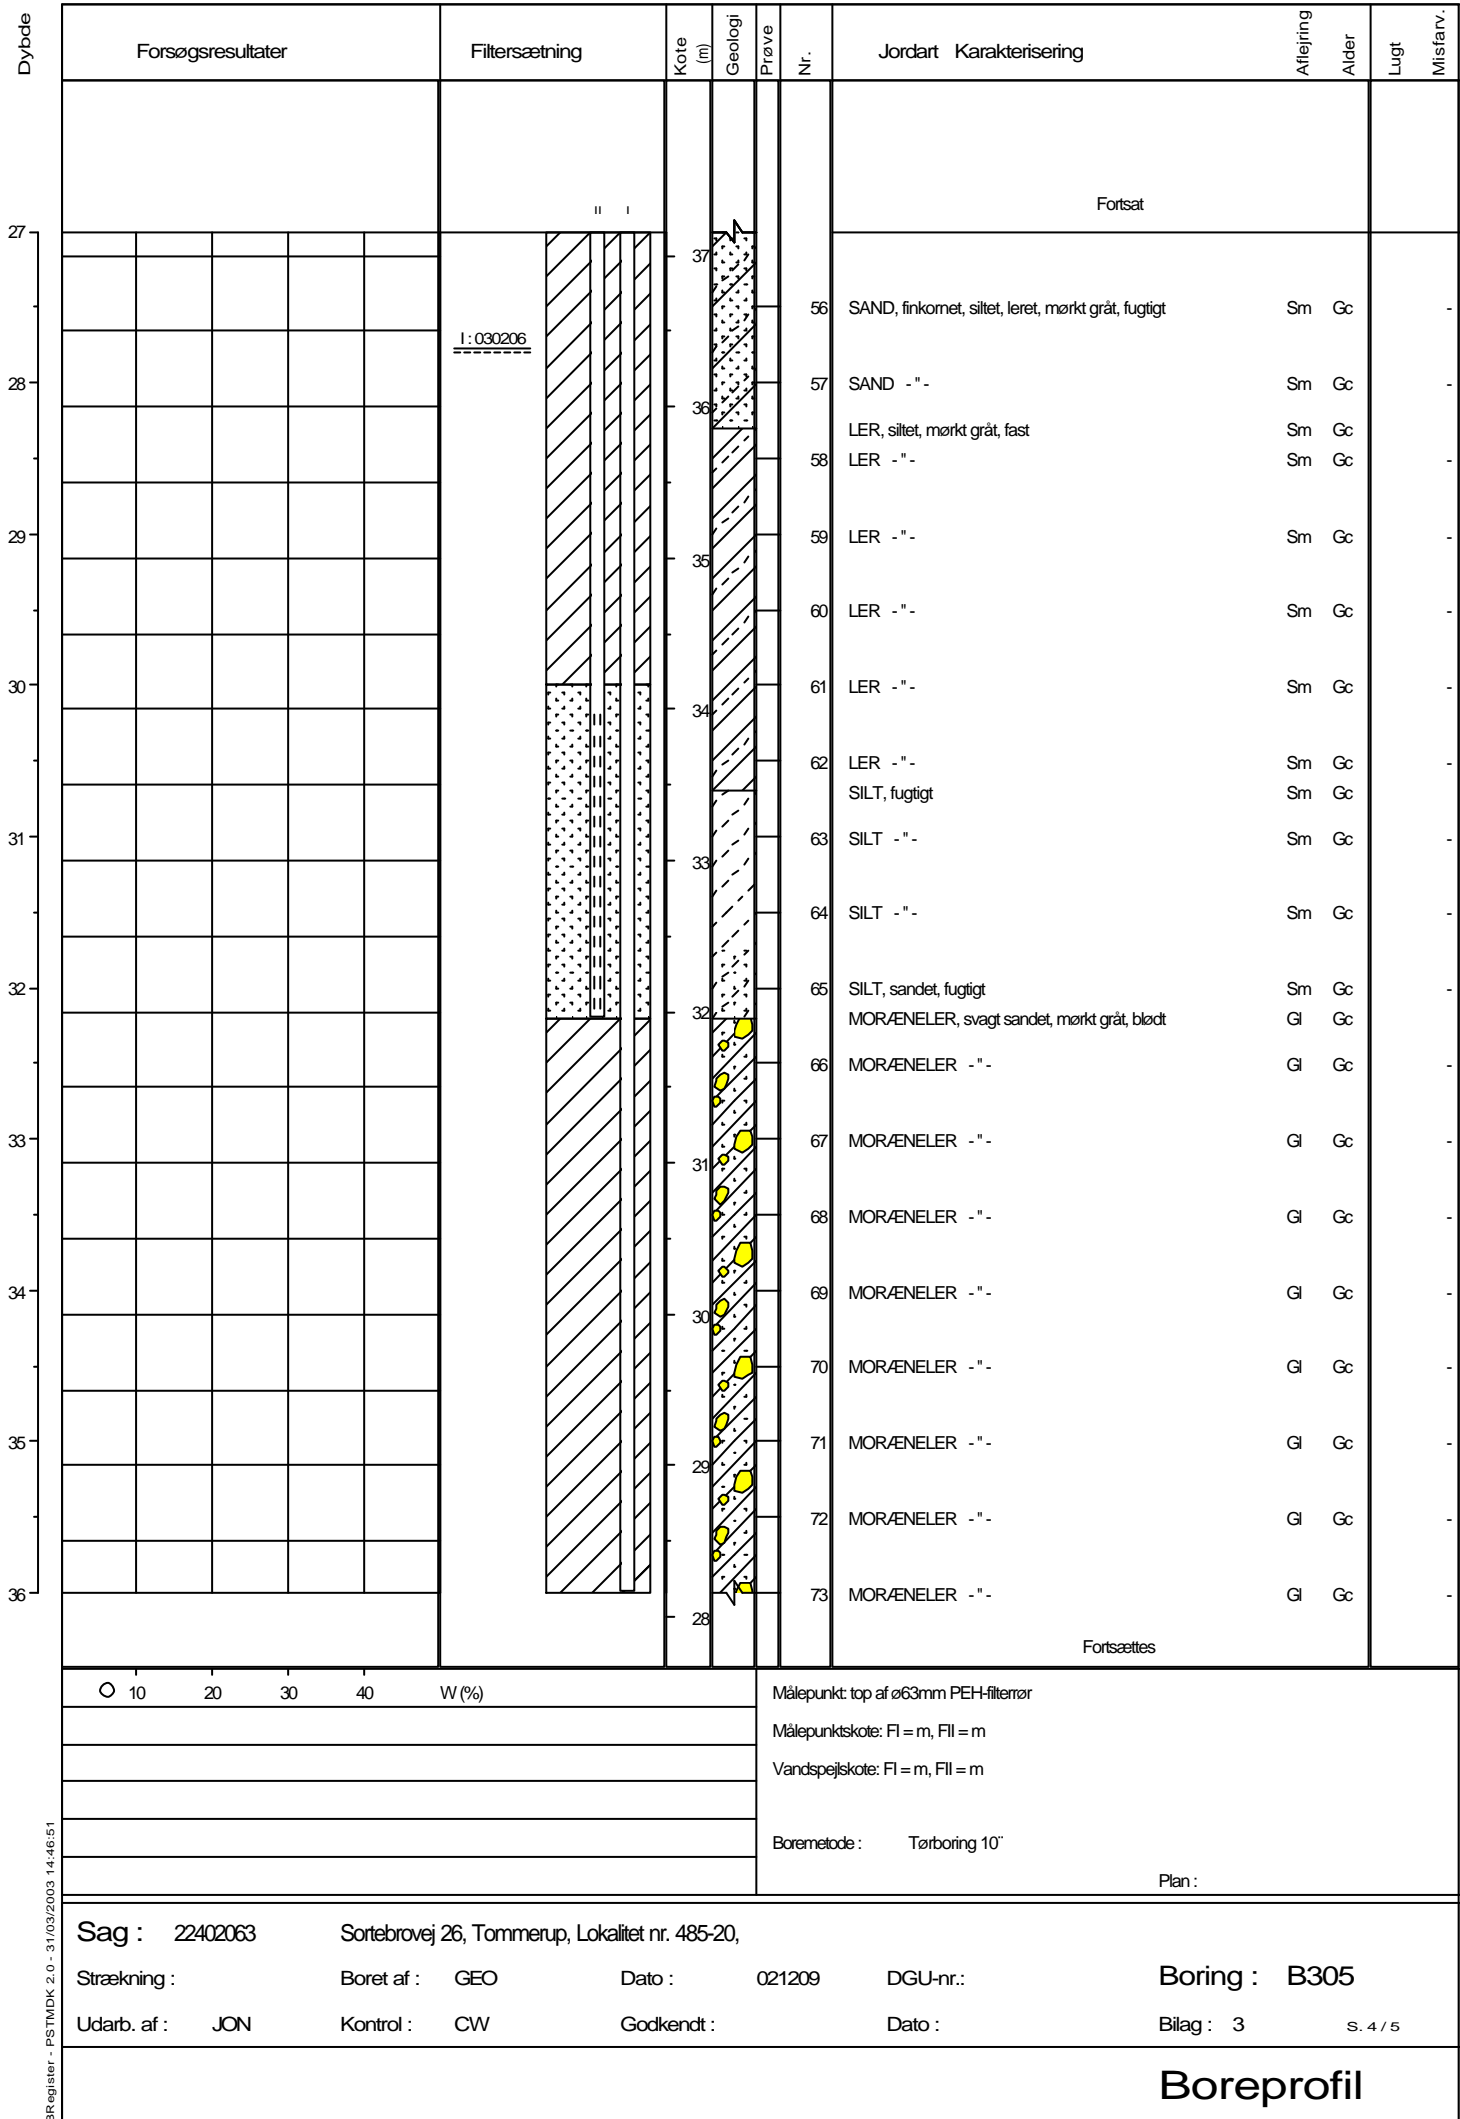 Dybde
Forsøgsresultater
Filtersætning
Kote (m)
Geologi
Prøve
Nr.
Jordart Karakterisering
Aflejring
Alder
Lugt
Misfarv.
Fortsat
II I
27
37
56 SAND, finkornet, siltet, leret, mørkt gråt, fugtigt Sm Gc -
I : 030206
28
57 SAND -"- Sm Gc -
36
LER, siltet, mørkt gråt, fast Sm Gc
58 LER -"- Sm Gc -
29
59 LER -"- Sm Gc -
35
60 LER -"- Sm Gc -
30
61 LER -"- Sm Gc -
34
62 LER -"- Sm Gc -
SILT, fugtigt Sm Gc
31
63 SILT -"- Sm Gc -
33
64 SILT -"- Sm Gc -
32
65 SILT, sandet, fugtigt Sm Gc -
32
MORÆNELER, svagt sandet, mørkt gråt, blødt Gl Gc
66 MORÆNELER -"- Gl Gc -
33
67 MORÆNELER -"- Gl Gc -
31
68 MORÆNELER -"- Gl Gc -
34
69 MORÆNELER -"- Gl Gc -
30
70 MORÆNELER -"- Gl Gc -
35
71 MORÆNELER -"- Gl Gc -
29
72 MORÆNELER -"- Gl Gc -
36
73 MORÆNELER -"- Gl Gc -
28
Fortsættes
10 20 30 40 W (%)
Målepunkt: top af ø63mm PEH-filterrør
Målepunktskote: FI = m, FII = m
Vandspejlskote: FI = m, FII = m
Boremetode : Tørboring 10¨
Plan :
Sag : 22402063 Sortebrovej 26, Tommerup, Lokalitet nr. 485-20,
Strækning : Boret af : GEO Dato : 021209 DGU-nr.: Boring : B305
Udarb. af : JON Kontrol : CW Godkendt : Dato : Bilag : 3 S. 4 / 5
Boreprofil
BRegister - PSTMDK 2.0 - 31/03/2003 14:46:51